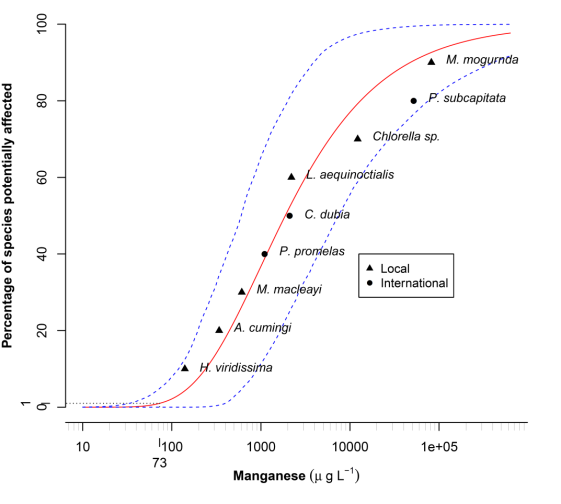 100
M. mogurnda
P. subcapitata
80
Chlorella sp.
60
L. aequinoctialis
C. dubia
40
P. promelas
Local
International
M. macleayi
20
A. cumingi
H. viridissima
1
0
Percentage of species potentially affected
10 100 1000 10000 1e+05
73
Manganese (μ g L⁻¹)